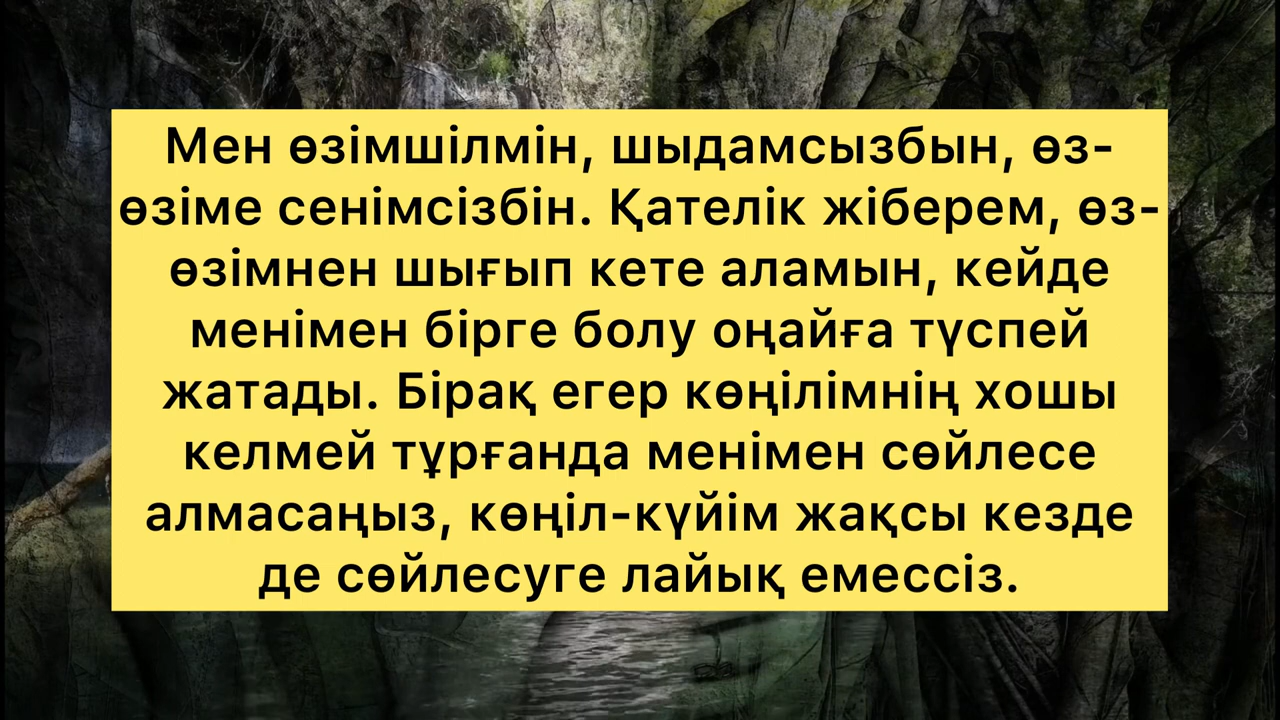 Мен өзімшілмін, шыдамсызбын, өз-
өзіме сенімсізбін. Қателік жіберем, өз-
өзімнен шығып кете аламын, кейде
менімен бірге болу оңайға түспей
жатады. Бірақ егер көңілімнің хошы
келмей тұрғанда менімен сөйлесе
алмасаңыз, көңіл-күйім жақсы кезде
де сөйлесуге лайық емессіз.